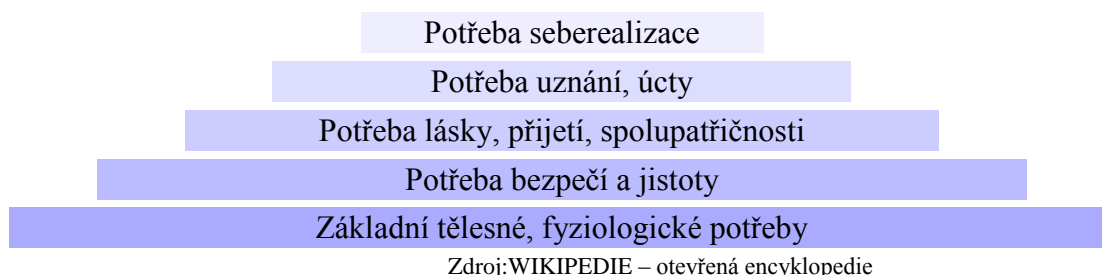 Potřeba seberealizace
Potřeba uznání, úcty
Potřeba lásky, přijetí, spolupatřičnosti
Potřeba bezpečí a jistoty
Základní tělesné, fyziologické potřeby
Zdroj:WIKIPEDIE – otevřená encyklopedie